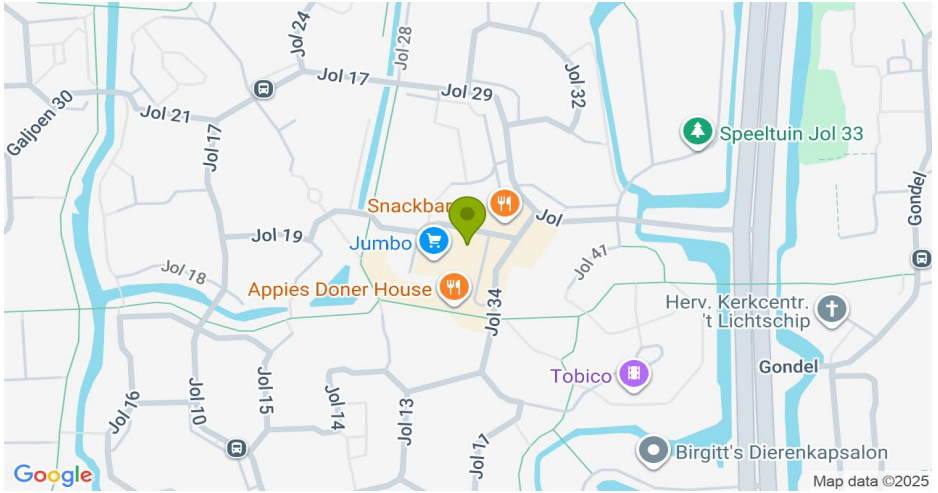 Jol 24
Jol 28
Jol 17
Jol 29
Jol 32
Galjoen 30
Jol 21
Jol 17
Speeltuin Jol 33
Gondel
Snackbar
Jol
Jol 19
Jumbo
Jol 47
Jol 18
Appies Doner House
Jol 34
Herv. Kerkcentr.
't Lichtschip
Gondel
Tobico
Jol 16
Jol 10
Jol 15
Jol 14
Jol 13
Jol 17
Birgitt's Dierenkapsalon
Google
Map data ©2025